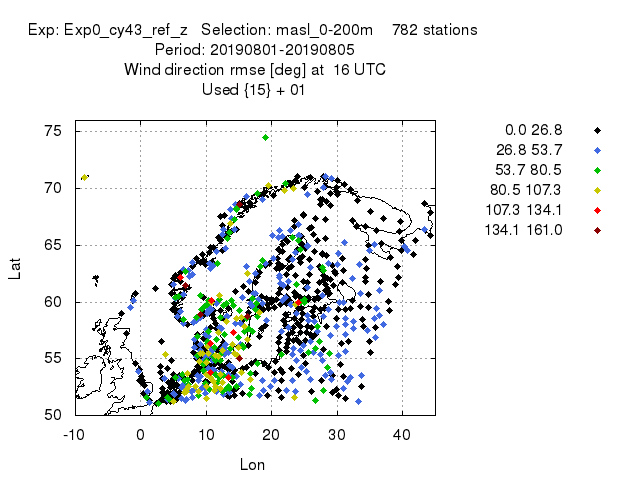 Exp: Exp0_cy43_ref_z   Selection: masl_0-200m    782 stations
Period: 20190801-20190805
Wind direction rmse [deg] at  16 UTC
Used {15} + 01
0.0 26.8
26.8 53.7
53.7 80.5
80.5 107.3
107.3 134.1
134.1 161.0
75
70
65
60
55
50
Lat
-10 0 10 20 30 40
Lon